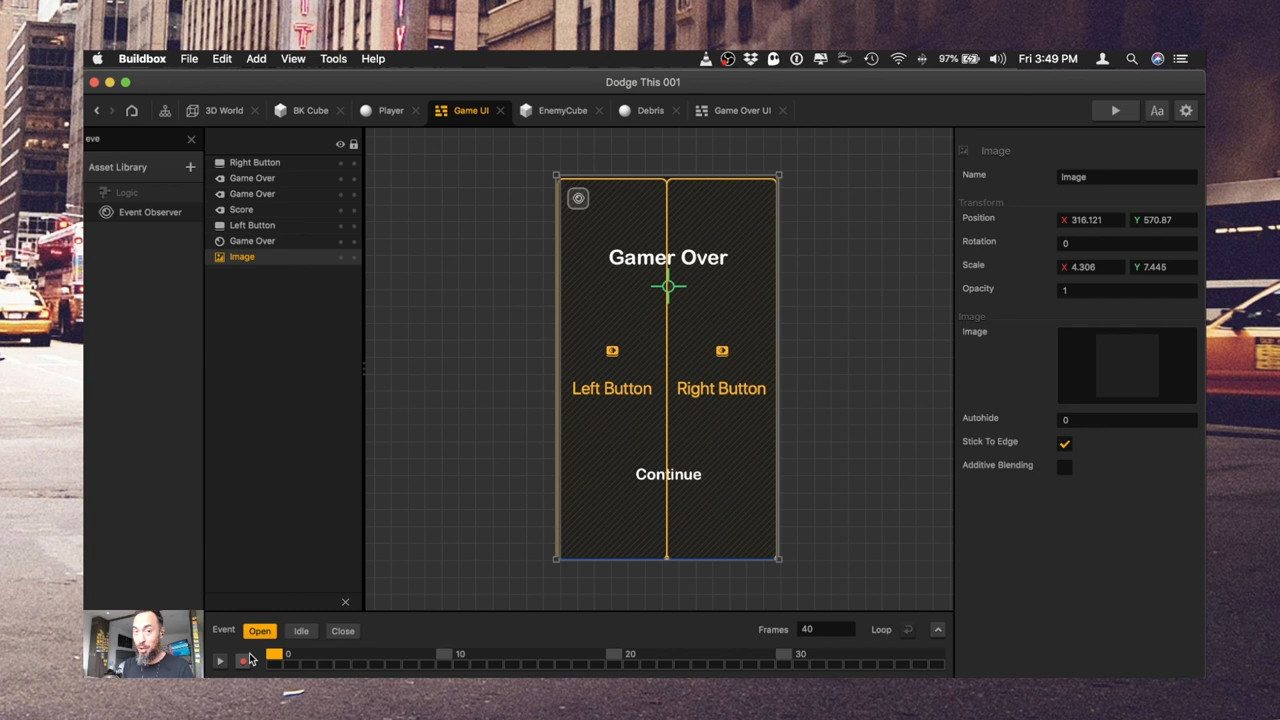 Buildbox File Edit View Tools Help 97% Fri 3:49 PM
Dodge This 001
3D World BK Cube Player Game UI EnemyCube Debris Game Over UI Aa
eve
Asset Library
Logic
Event Observer
Right Button
Game Over
Game Over
Score
Left Button
Game Over
Image
Gamer Over
Left Button Right Button
Continue
Image
Name Image
Transform
Position X 316.121 Y 570.87
Rotation 0
Scale X 4.306 Y 7.445
Opacity 1
Image
Image
Autohide 0
Stick To Edge
Additive Blending
Event Open Idle Close Frames 40 Loop
0 10 20 30